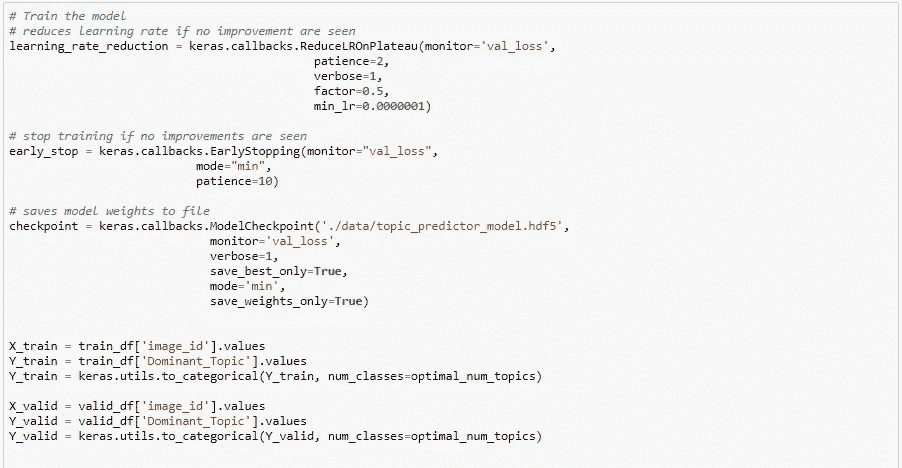 # Train the model
# reduces learning rate if no improvement are seen
learning_rate_reduction = keras.callbacks.ReduceLROnPlateau(monitor='val_loss',
patience=2,
verbose=1,
factor=0.5,
min_lr=0.0000001)
# stop training if no improvements are seen
early_stop = keras.callbacks.EarlyStopping(monitor="val_loss",
mode="min",
patience=10)
# saves model weights to file
checkpoint = keras.callbacks.ModelCheckpoint('./data/topic_predictor_model.hdf5',
monitor='val_loss',
verbose=1,
save_best_only=True,
mode='min',
save_weights_only=True)
X_train = train_df['image_id'].values
Y_train = train_df['Dominant_Topic'].values
Y_train = keras.utils.to_categorical(Y_train, num_classes=optimal_num_topics)
X_valid = valid_df['image_id'].values
Y_valid = valid_df['Dominant_Topic'].values
Y_valid = keras.utils.to_categorical(Y_valid, num_classes=optimal_num_topics)